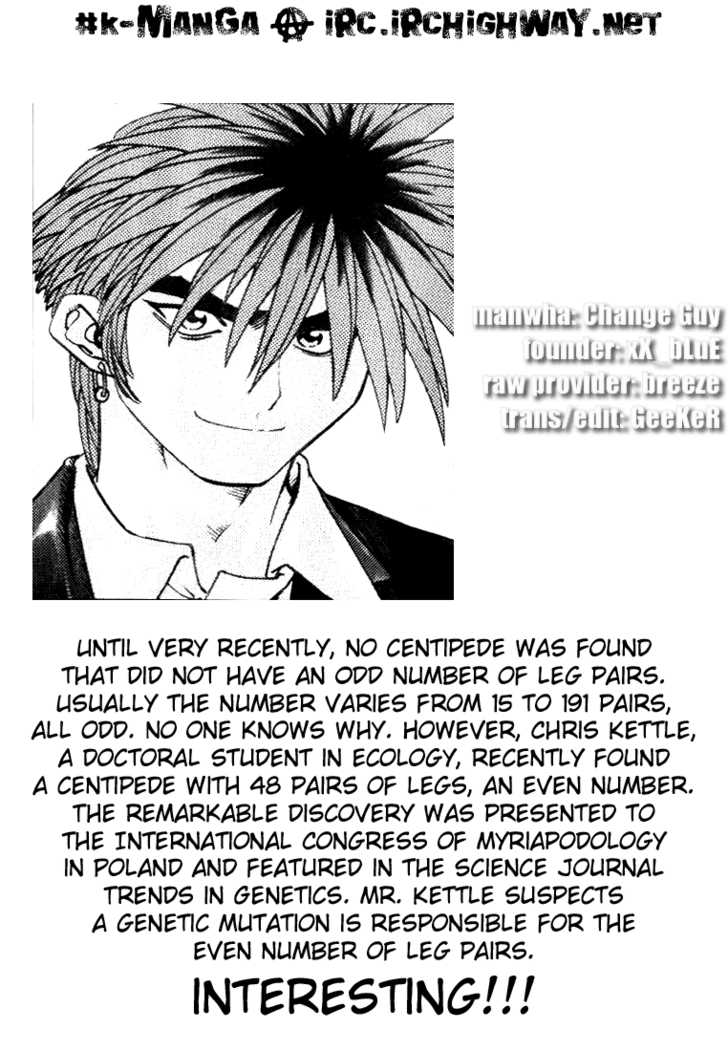 #k-MANGA @ iRC.iRCHiGHWAY.NeT
manwha: Change Guy
founder: xX_bLuE
raw provider: breeze
trans/edit: GeeKeR
UNTIL VERY RECENTLY, NO CENTIPEDE WAS FOUND
THAT DID NOT HAVE AN ODD NUMBER OF LEG PAIRS.
USUALLY THE NUMBER VARIES FROM 15 TO 191 PAIRS,
ALL ODD. NO ONE KNOWS WHY. HOWEVER, CHRIS KETTLE,
A DOCTORAL STUDENT IN ECOLOGY, RECENTLY FOUND
A CENTIPEDE WITH 48 PAIRS OF LEGS, AN EVEN NUMBER.
THE REMARKABLE DISCOVERY WAS PRESENTED TO
THE INTERNATIONAL CONGRESS OF MYRIAPODOLOGY
IN POLAND AND FEATURED IN THE SCIENCE JOURNAL
TRENDS IN GENETICS. MR. KETTLE SUSPECTS
A GENETIC MUTATION IS RESPONSIBLE FOR THE
EVEN NUMBER OF LEG PAIRS.
INTERESTING!!!